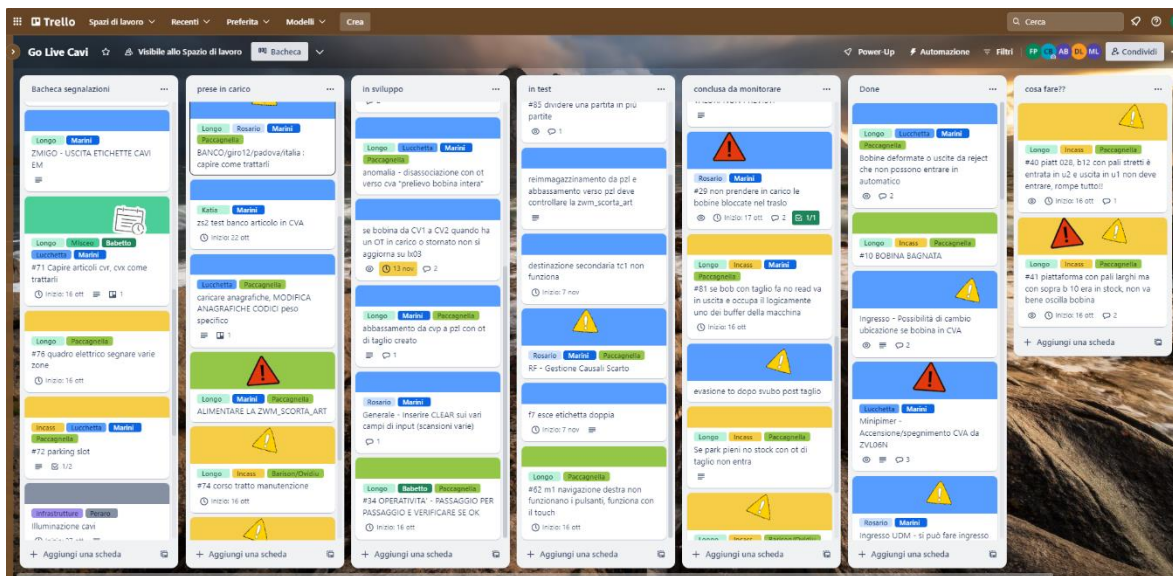 Trello Spazi di lavoro Recenti Preferita Modelli Crea
Cerca
Go Live Cavi Visibile allo Spazio di lavoro Bacheca
Power-Up Automazione Filtri FP AB DL ML Condividi
Bacheca segnalazioni
Longo Marini
ZMIGO - USCITA ETICHETTE CAVI
EM
Longo Misceo Babetto
Lucchetta Marini
#71 Capire articoli cvr, cvx come
trattarli
Inizio: 16 ott 1
Longo Paccagnella
#76 quadro elettrico segnare varie
zone
Inizio: 16 ott
Incass Lucchetta Marini
Paccagnella
#72 parking slot
1/2
Infrastrutture Peraro
Illuminazione cavi
Aggiungi una scheda
prese in carico
Longo Rosario Marini
Paccagnella
BANCO/giro12/padova/italia :
capire come trattarli
Katia Marini
zs2 test banco articolo in CVA
Inizio: 22 ott
Lucchetta Paccagnella
caricare anagrafiche, MODIFICA
ANAGRAFICHE CODICI peso
specifico
1
Longo Marini Paccagnella
ALIMENTARE LA ZWM_SCORTA_ART
Longo Incass Barison/Ovidiu
#74 corso tratto manutenzione
Inizio: 16 ott
Aggiungi una scheda
in sviluppo
Longo Lucchetta Marini
Paccagnella
anomalia - disassociazione con ot
verso cva "prelievo bobina intera"
se bobina da CV1 a CV2 quando ha
un OT in carico o stornato non si
aggiorna su lx03
13 nov 2
Longo Marini Paccagnella
abbassamento da cvp a pzl con ot
di taglio creato
1
Rosario Marini
Generale - Inserire CLEAR sui vari
campi di input (scansioni varie)
1
Longo Babetto Paccagnella
#34 OPERATIVITA' - PASSAGGIO PER
PASSAGGIO E VERIFICARE SE OK
Inizio: 16 ott
Aggiungi una scheda
in test
#85 dividere una partita in più
partite
1
reimmagazzinamento da pzl e
abbassamento verso pzl deve
controllare la zwm_scorta_art
destinazione secondaria tc1 non
funziona
Inizio: 7 nov
Rosario Marini Paccagnella
RF - Gestione Causali Scarto
f7 esce etichetta doppia
Inizio: 7 nov
Longo Paccagnella
#62 m1 navigazione destra non
funzionano i pulsanti, funziona con
il touch
Inizio: 16 ott
Aggiungi una scheda
conclusa da monitorare
Rosario Marini
#29 non prendere in carico le
bobine bloccate nel traslo
Inizio: 17 ott 2 1/1
Longo Incass Marini
Paccagnella
#81 se bob con taglio fa no read va
in uscita e occupa il logicamente
uno dei buffer della macchina
Inizio: 16 ott
evasione to dopo svubo post taglio
Longo Incass Paccagnella
Se park pieni no stock con ot di
taglio non entra
Longo Incass Barison/Ovidiu
Aggiungi una scheda
Done
Longo Lucchetta Marini
Paccagnella
Bobine deformate o uscite da reject
che non possono entrare in
automatico
2
Longo Incass Paccagnella
#10 BOBINA BAGNATA
Ingresso - Possibilità di cambio
ubicazione se bobina in CVA
2
Lucchetta Marini
Minipimer -
Accensione/spegnimento CVA da
ZVL06N
3
Rosario Marini
Ingresso UDM - si può fare ingresso
Aggiungi una scheda
cosa fare??
Longo Incass Paccagnella
#40 piatt 028, b12 con pali stretti è
entrata in u2 e uscita in u1 non deve
entrare, rompe tutto!!
Inizio: 16 ott 1
Longo Incass Paccagnella
#41 piattaforma con pali larghi ma
con sopra b 10 era in stock, non va
bene oscilla bobina
Inizio: 16 ott 2
Aggiungi una scheda